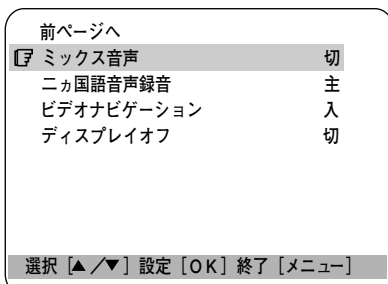 前ページへ
ミックス音声 切
二ヵ国語音声録音 主
ビデオナビゲーション 入
ディスプレイオフ 切
選択 [▲/▼] 設定 [OK] 終了 [メニュー]